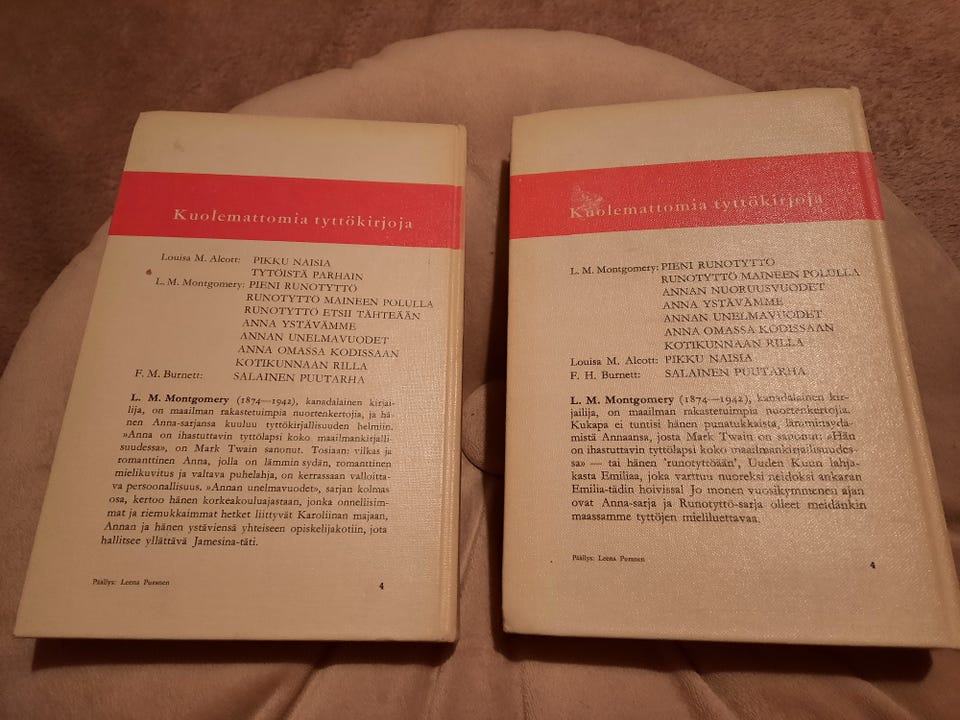 Kuolemattomia tyttökirjoja
Louisa M. Alcott: PIKKU NAISIA
TYTÖISTÄ PARHAIN
L. M. Montgomery: PIENI RUNOTYTTÖ
RUNOTYTTÖ MAINEEN POLULLA
RUNOTYTTÖ ETSII TÄHTEÄÄN
ANNA YSTÄVÄMME
ANNAN UNELMAVUODET
ANNA OMASSA KODISSAAN
KOTIKUNNAAN RILLA
F. M. Burnett: SALAINEN PUUTARHA
L. M. Montgomery (1874—1942), kanadalainen kirjai-
lija, on maailman rakastetuimpia nuortenkertojia, ja hä-
nen Anna-sarjansa kuuluu tyttökirjallisuuden helmiin.
»Anna on ihastuttavin tyttölapsi koko maailmankirjalli-
suudessa», on Mark Twain sanonut. Tosiaan: vilkas ja
romanttinen Anna, jolla on lämmin sydän, romanttinen
mielikuvitus ja valtava puhelahja, on kerrassaan valloitta-
va persoonallisuus. »Annan unelmavuodet», sarjan kolmas
osa, kertoo hänen korkeakouluajastaan, jonka onnellisim-
mat ja riemukkaimmat hetket liittyvät Karoliinan majaan,
Annan ja hänen ystäviensä yhteiseen opiskelijakotiin, jota
hallitsee yllättävä Jamesina-täti.
Päällys: Leena Puranen
4
Kuolemattomia tyttökirjoja
L. M. Montgomery: PIENI RUNOTYTTÖ
RUNOTYTTÖ MAINEEN POLULLA
ANNAN NUORUUSVUODET
ANNA YSTÄVÄMME
ANNAN UNELMAVUODET
ANNA OMASSA KODISSAAN
KOTIKUNNAAN RILLA
Louisa M. Alcott: PIKKU NAISIA
F. H. Burnett: SALAINEN PUUTARHA
L. M. Montgomery (1874—1942), kanadalainen kir-
jailija, on maailman rakastetuimpia nuortenkertojia.
Kukapa ei tuntisi hänen punatukkaista, lämminsydä-
mistä Annaansa, josta Mark Twain on sanonut: »Hän
on ihastuttavin tyttölapsi koko maailmankirjallisuudes-
sa» — tai hänen 'runotyttöään', Uuden Kuun lahja-
kasta Emiliaa, joka varttuu nuoreksi neidoksi ankaran
Emilia-tädin hoivissa! Jo monen vuosikymmenen ajan
ovat Anna-sarja ja Runotyttö-sarja olleet meidänkin
maassamme tyttöjen mieliluettavaa.
Päällys: Leena Puranen
4